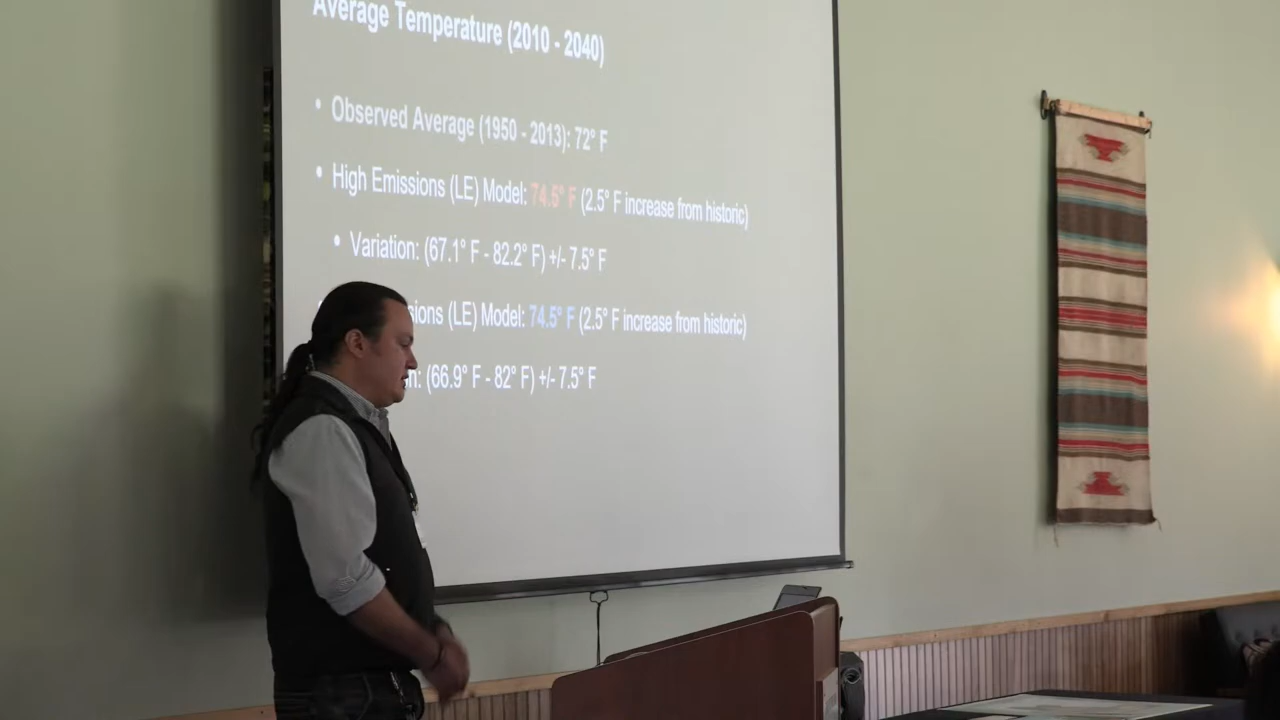 Average Temperature (2010 - 2040)
• Observed Average (1950 - 2013): 72° F
• High Emissions (LE) Model: 74.5° F (2.5° F increase from historic)
• Variation: (67.1° F - 82.2° F) +/- 7.5° F
sions (LE) Model: 74.5° F (2.5° F increase from historic)
n: (66.9° F - 82° F) +/- 7.5° F